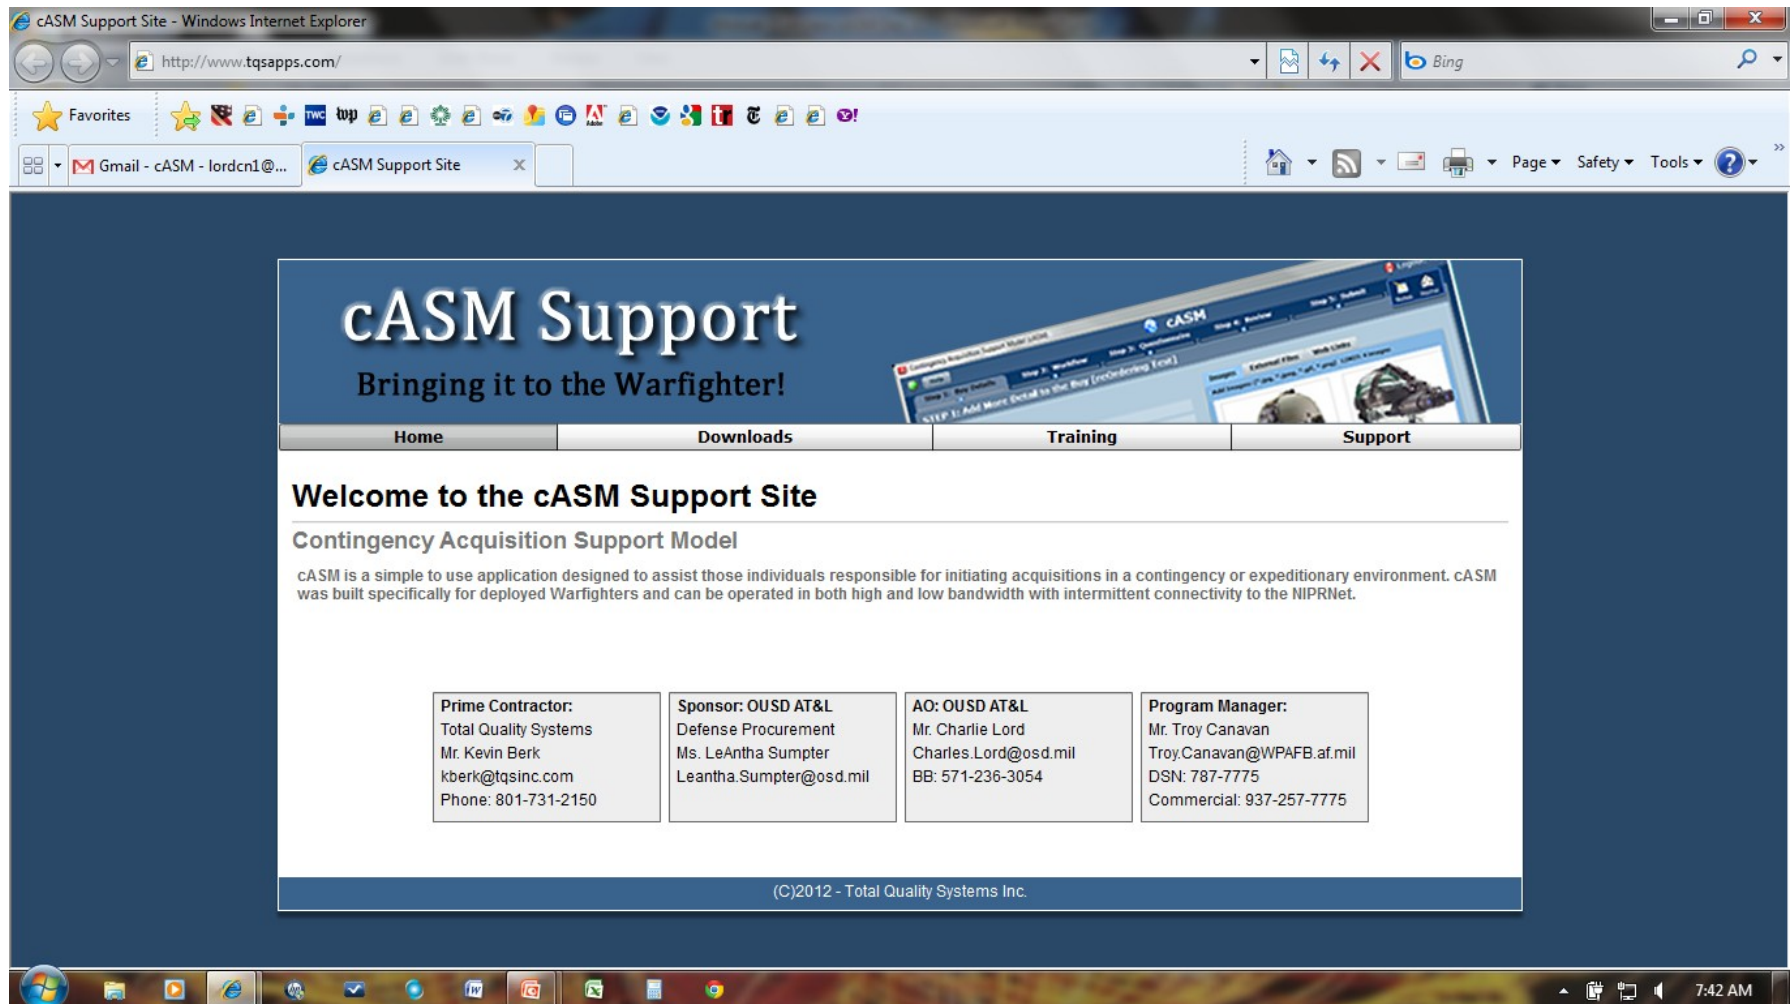 cASM Support Site - Windows Internet Explorer
http://www.tqsapps.com/
Bing
Favorites
TWC wp
Gmail - cASM - lordcn1@...
cASM Support Site
Page
Safety
Tools
cASM Support
Bringing it to the Warfighter!
cASM
Home
Downloads
Training
Support
Welcome to the cASM Support Site
Contingency Acquisition Support Model
cASM is a simple to use application designed to assist those individuals responsible for initiating acquisitions in a contingency or expeditionary environment. cASM
was built specifically for deployed Warfighters and can be operated in both high and low bandwidth with intermittent connectivity to the NIPRNet.
Prime Contractor:
Total Quality Systems
Mr. Kevin Berk
kberk@tqsinc.com
Phone: 801-731-2150
Sponsor: OUSD AT&L
Defense Procurement
Ms. LeAntha Sumpter
Leantha.Sumpter@osd.mil
AO: OUSD AT&L
Mr. Charlie Lord
Charles.Lord@osd.mil
BB: 571-236-3054
Program Manager:
Mr. Troy Canavan
Troy.Canavan@WPAFB.af.mil
DSN: 787-7775
Commercial: 937-257-7775
(C)2012 - Total Quality Systems Inc.
7:42 AM